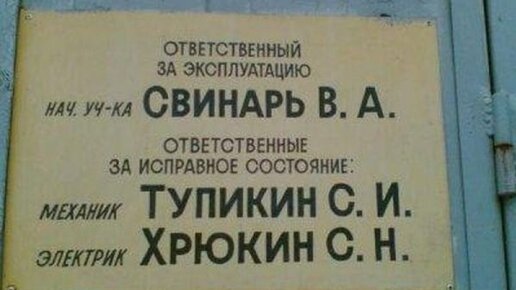 ОТВЕТСТВЕННЫЙ
ЗА ЭКСПЛУАТАЦИЮ
НАЧ. УЧ-КА СВИНАРЬ В. А.
ОТВЕТСТВЕННЫЕ
ЗА ИСПРАВНОЕ СОСТОЯНИЕ:
МЕХАНИК ТУПИКИН С. И.
ЭЛЕКТРИК ХРЮКИН С. Н.